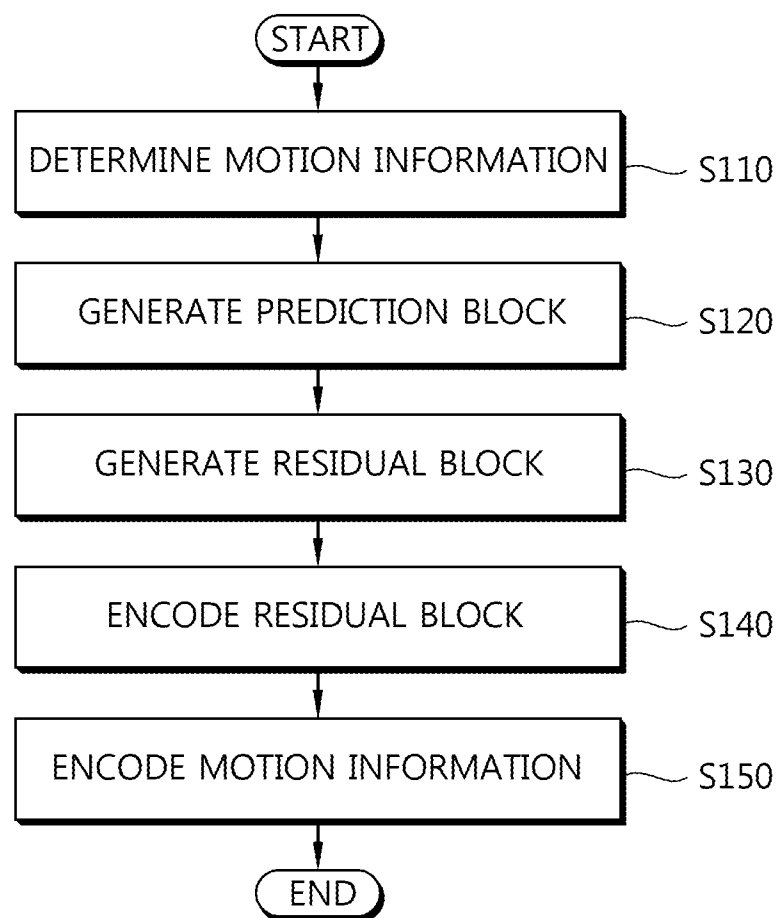 START
DETERMINE MOTION INFORMATION
S110
GENERATE PREDICTION BLOCK
S120
GENERATE RESIDUAL BLOCK
S130
ENCODE RESIDUAL BLOCK
S140
ENCODE MOTION INFORMATION
S150
END